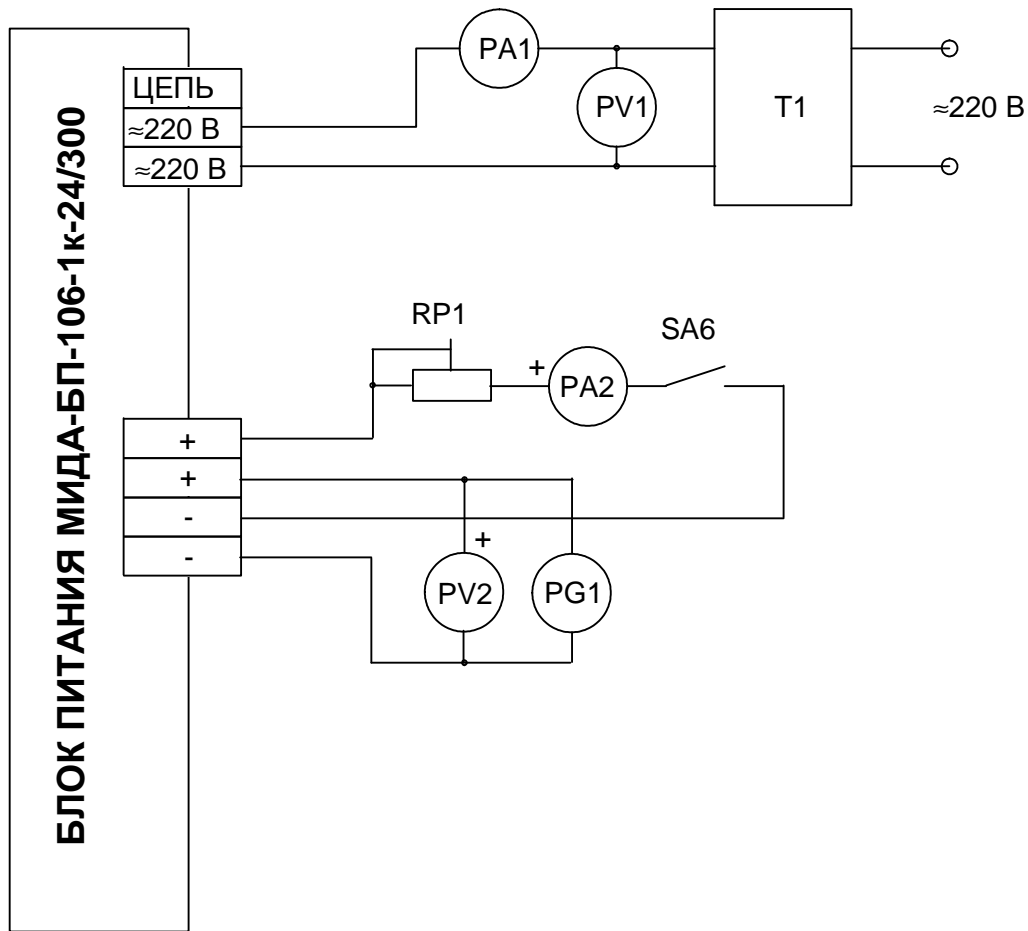 БЛОК ПИТАНИЯ МИДА-БП-106-1к-24/300
ЦЕПЬ
≈220 В
≈220 В
PA1
PV1
T1
≈220 В
RP1
SA6
+
PA2
+
+
-
-
+
PV2
PG1